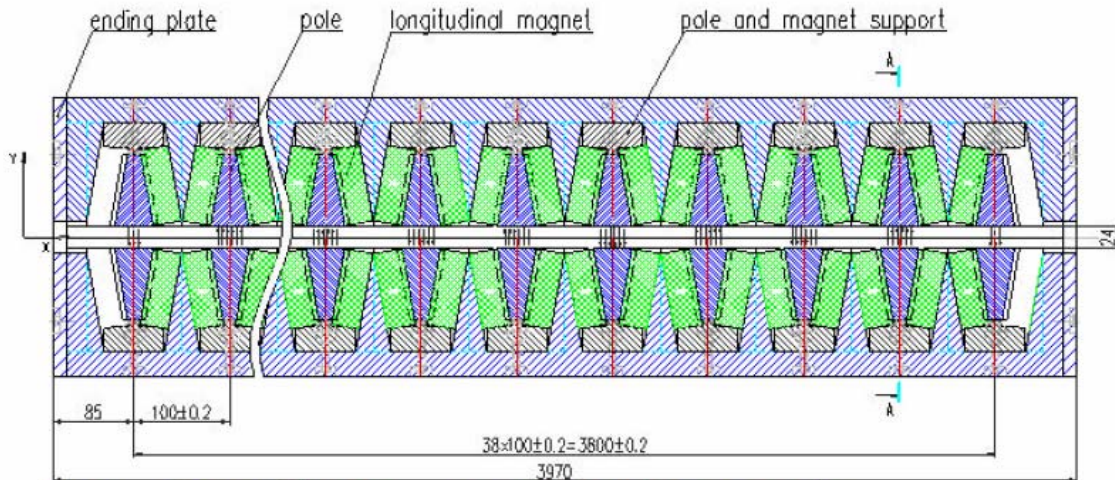 ending plate
pole
longitudinal magnet
pole and magnet support
A
Y
X
24
A
85
100±0.2
38×100±0.2=3800±0.2
3970